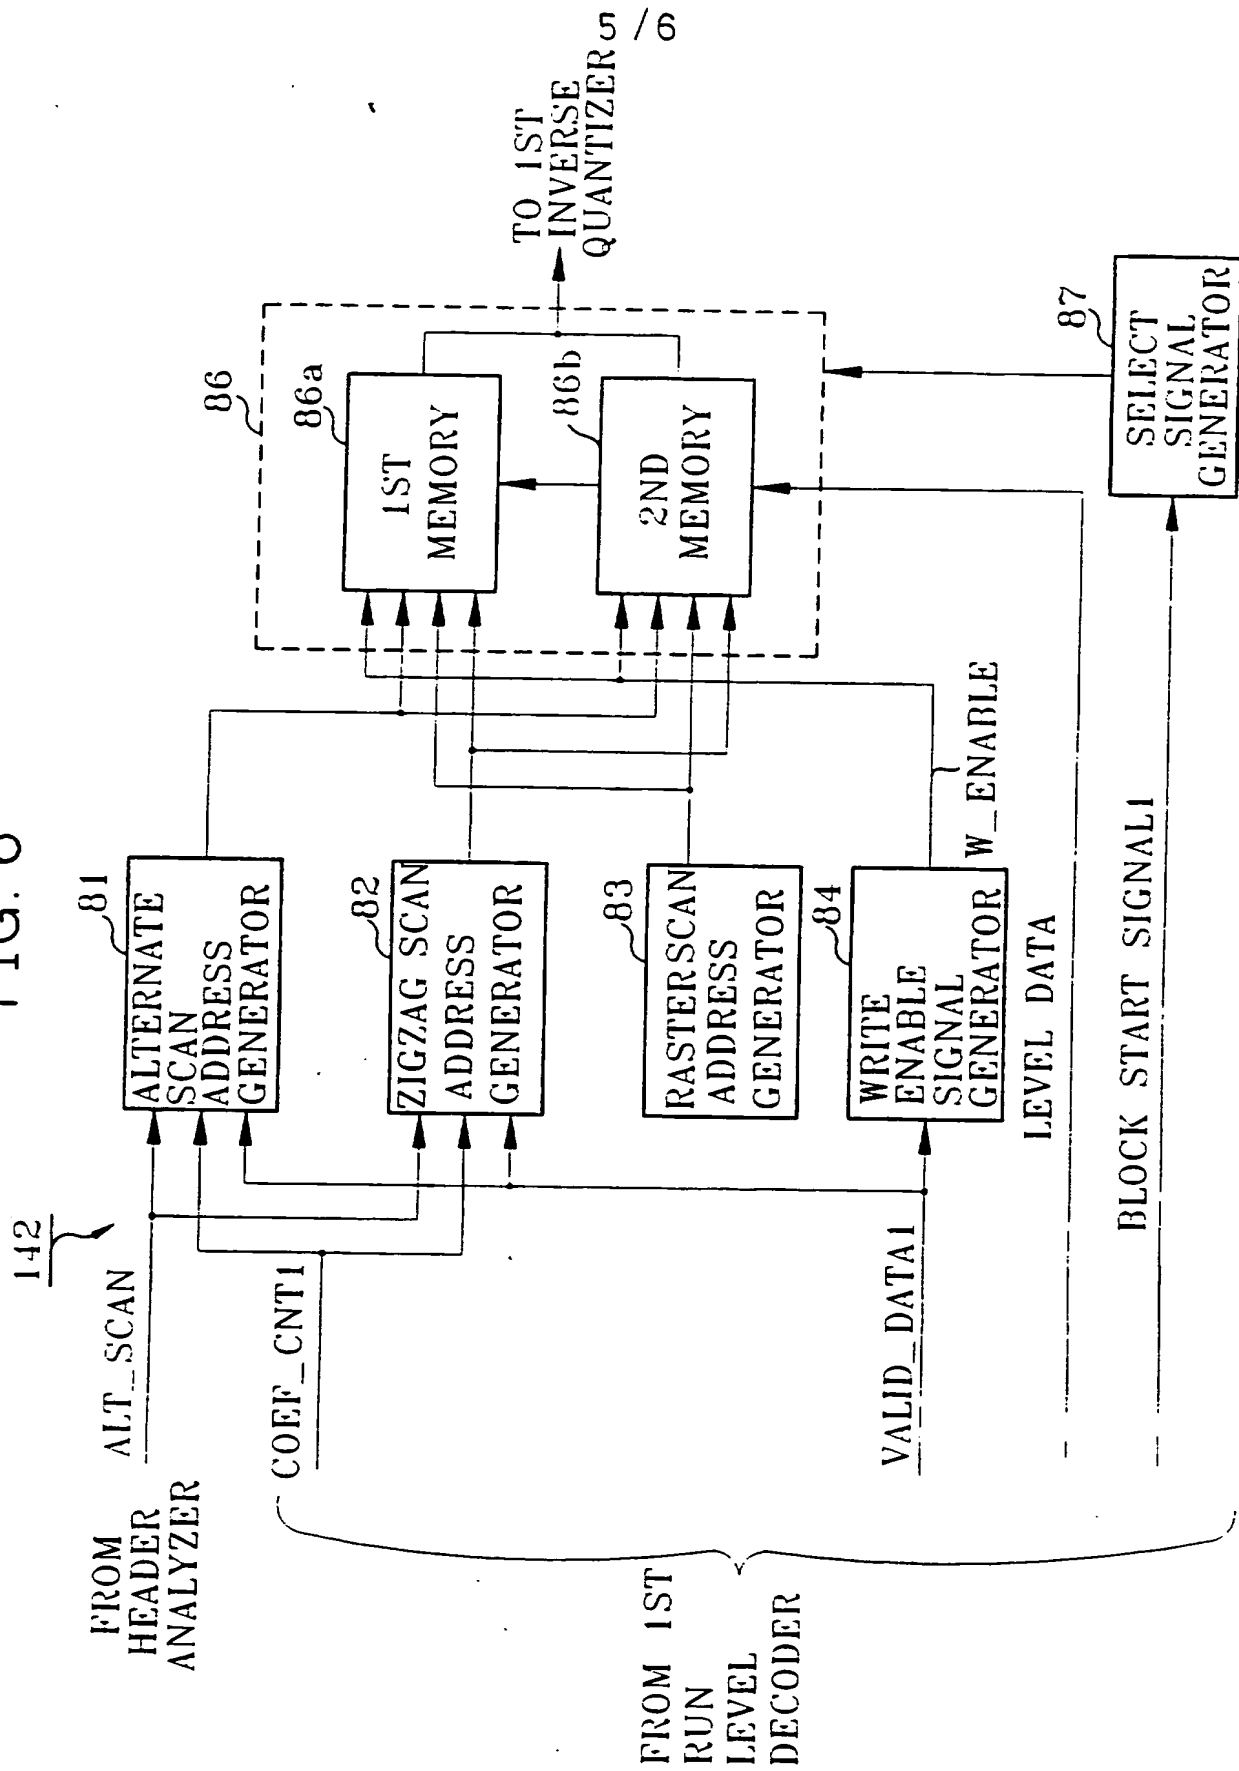 5 / 6
FIG. 8
142
FROM
HEADER
ANALYZER
ALT_SCAN
COEF_CNT1
VALID_DATA1
LEVEL DATA
BLOCK START SIGNAL1
FROM 1ST
RUN
LEVEL
DECODER
81
ALTERNATE
SCAN
ADDRESS
GENERATOR
82
ZIGZAG SCAN
ADDRESS
GENERATOR
83
RASTERSCAN
ADDRESS
GENERATOR
84
WRITE
ENABLE
SIGNAL
GENERATOR
W_ENABLE
86
86a
1ST
MEMORY
86b
2ND
MEMORY
87
SELECT
SIGNAL
GENERATOR
TO 1ST
INVERSE
QUANTIZER